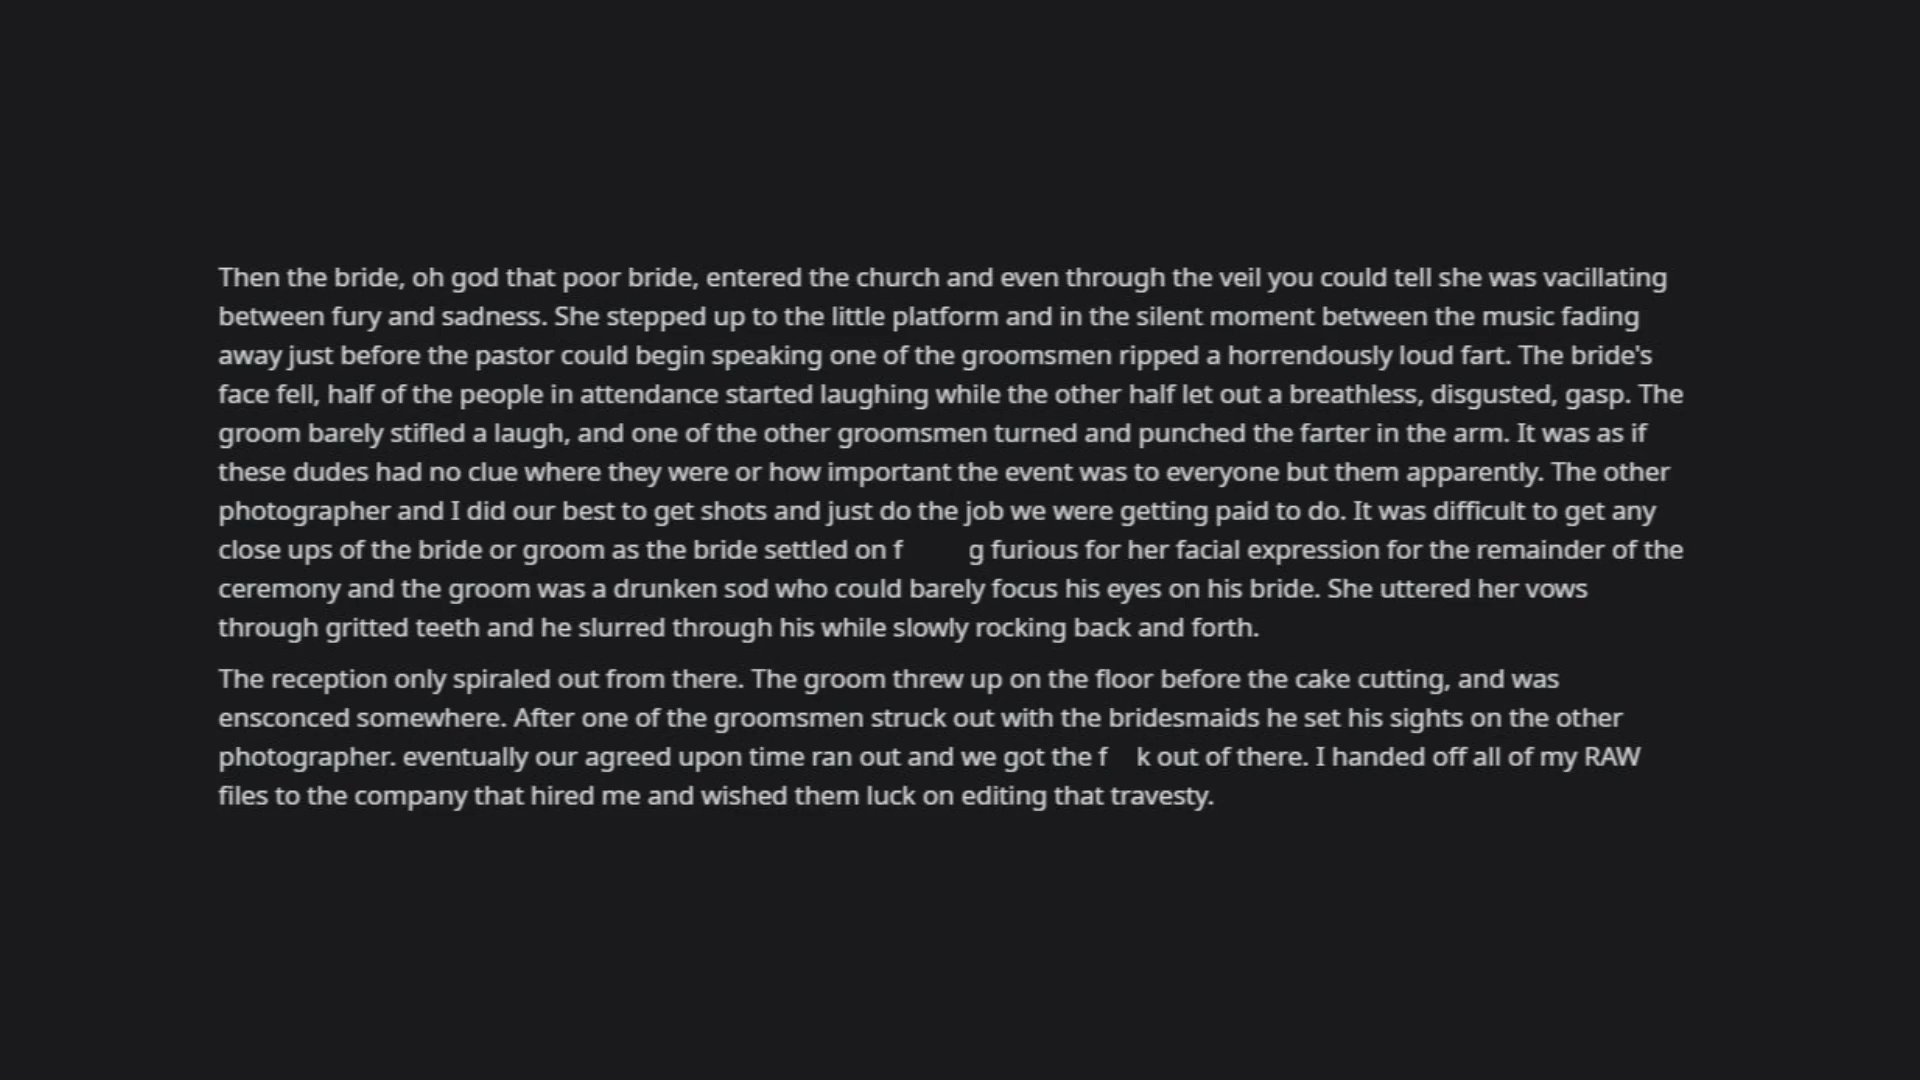 Then the bride, oh god that poor bride, entered the church and even through the veil you could tell she was vacillating
between fury and sadness. She stepped up to the little platform and in the silent moment between the music fading
away just before the pastor could begin speaking one of the groomsmen ripped a horrendously loud fart. The bride's
face fell, half of the people in attendance started laughing while the other half let out a breathless, disgusted, gasp. The
groom barely stifled a laugh, and one of the other groomsmen turned and punched the farter in the arm. It was as if
these dudes had no clue where they were or how important the event was to everyone but them apparently. The other
photographer and I did our best to get shots and just do the job we were getting paid to do. It was difficult to get any
close ups of the bride or groom as the bride settled on f g furious for her facial expression for the remainder of the
ceremony and the groom was a drunken sod who could barely focus his eyes on his bride. She uttered her vows
through gritted teeth and he slurred through his while slowly rocking back and forth.
The reception only spiraled out from there. The groom threw up on the floor before the cake cutting, and was
ensconced somewhere. After one of the groomsmen struck out with the bridesmaids he set his sights on the other
photographer. eventually our agreed upon time ran out and we got the f k out of there. I handed off all of my RAW
files to the company that hired me and wished them luck on editing that travesty.